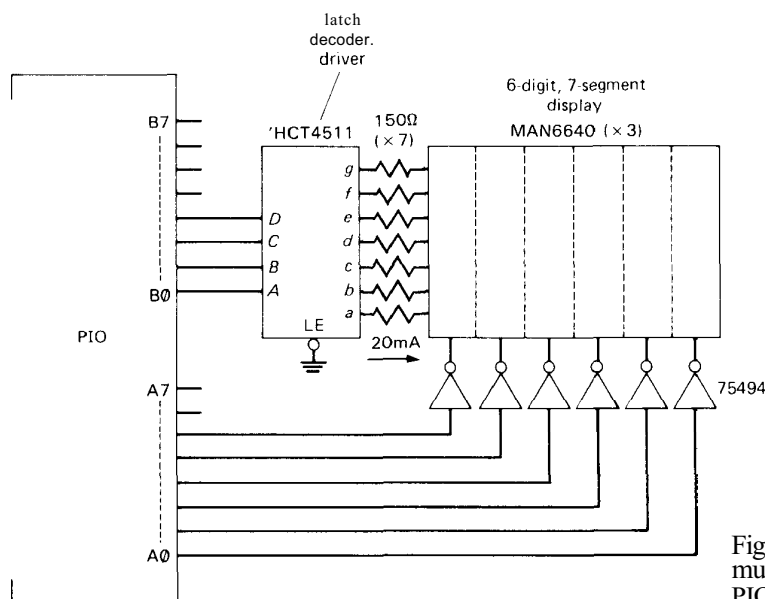 latch
decoder.
driver
6-digit, 7-segment
display
MAN6640 (×3)
'HCT4511
150Ω
(×7)
B7
g
f
D
e
C
d
B
c
B0
A
b
a
LE
20mA
PIO
A7
75494
A0
Fig
mu
PIO